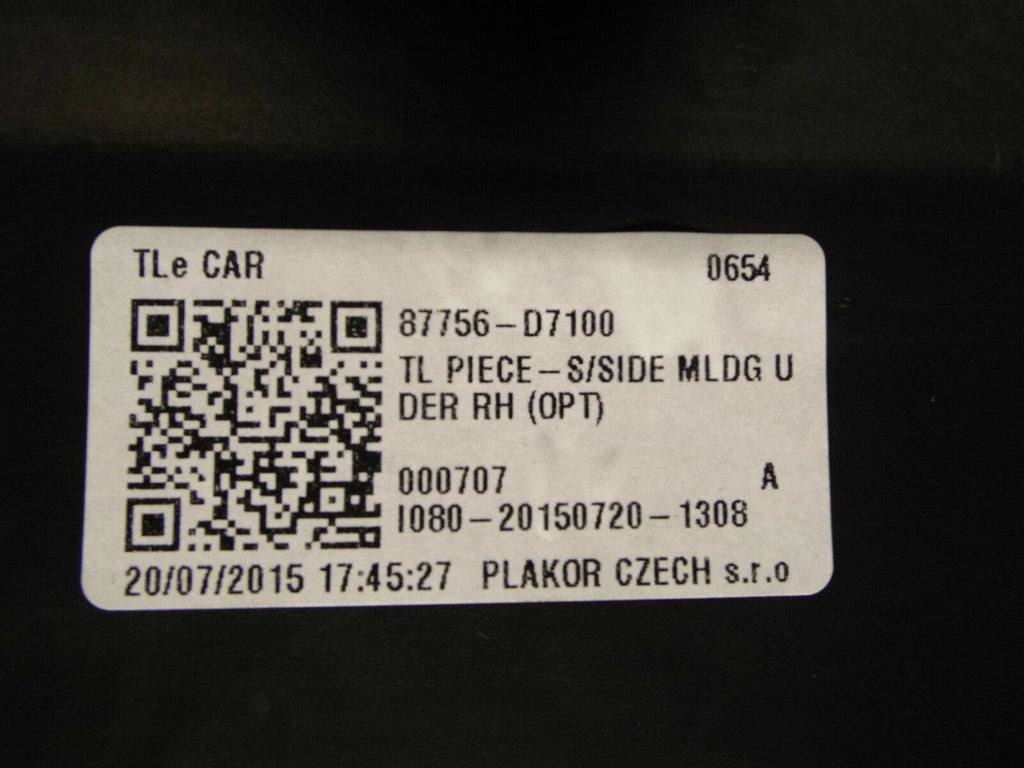 TLe CAR 0654
87756-D7100
TL PIECE-S/SIDE MLDG U
DER RH (OPT)
000707 A
I080-20150720-1308
20/07/2015 17:45:27 PLAKOR CZECH s.r.o